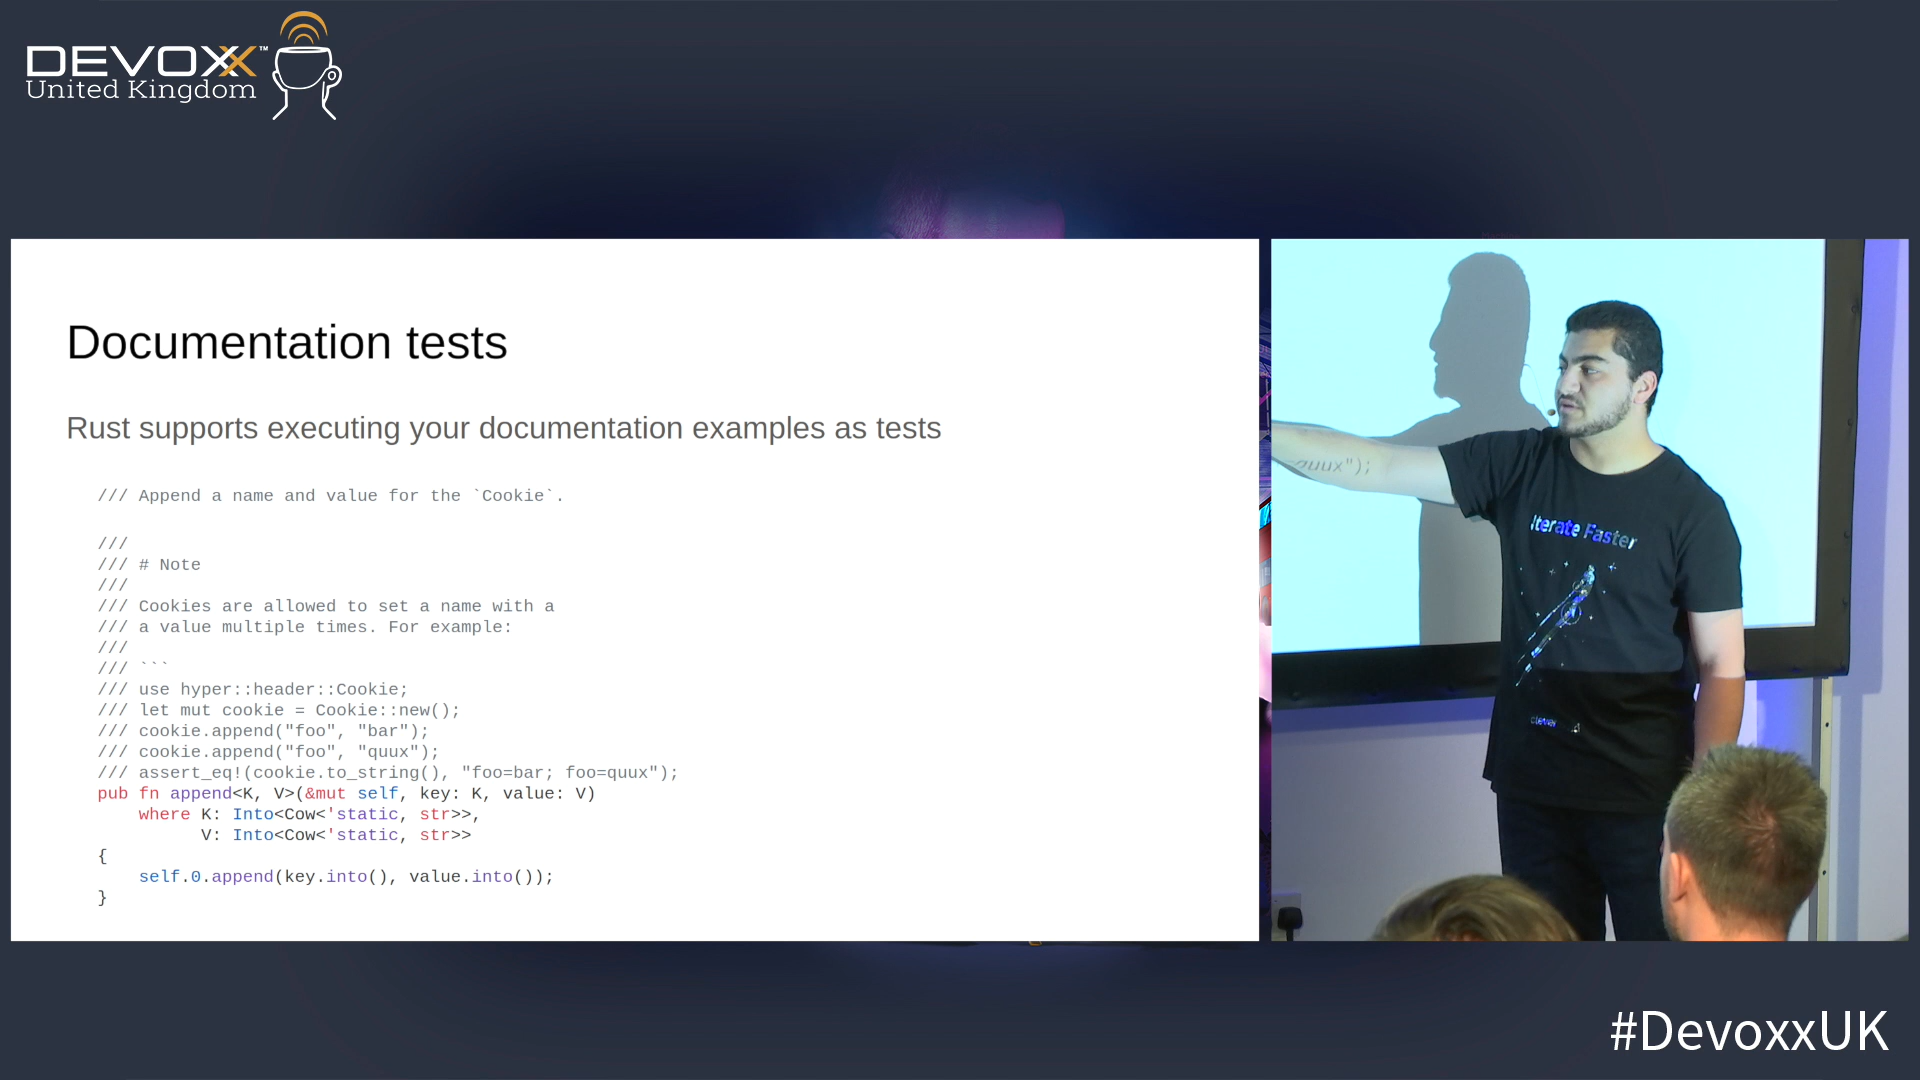 DEVOXX™
United Kingdom
Documentation tests
Rust supports executing your documentation examples as tests
/// Append a name and value for the `Cookie`.
///
/// # Note
///
/// Cookies are allowed to set a name with a
/// a value multiple times. For example:
///
/// ```
/// use hyper::header::Cookie;
/// let mut cookie = Cookie::new();
/// cookie.append("foo", "bar");
/// cookie.append("foo", "quux");
/// assert_eq!(cookie.to_string(), "foo=bar; foo=quux");
pub fn append<K, V>(&mut self, key: K, value: V)
    where K: Into<Cow<'static, str>>,
          V: Into<Cow<'static, str>>
{
    self.0.append(key.into(), value.into());
}
=quux");
Iterate Faster
clever
#DevoxxUK